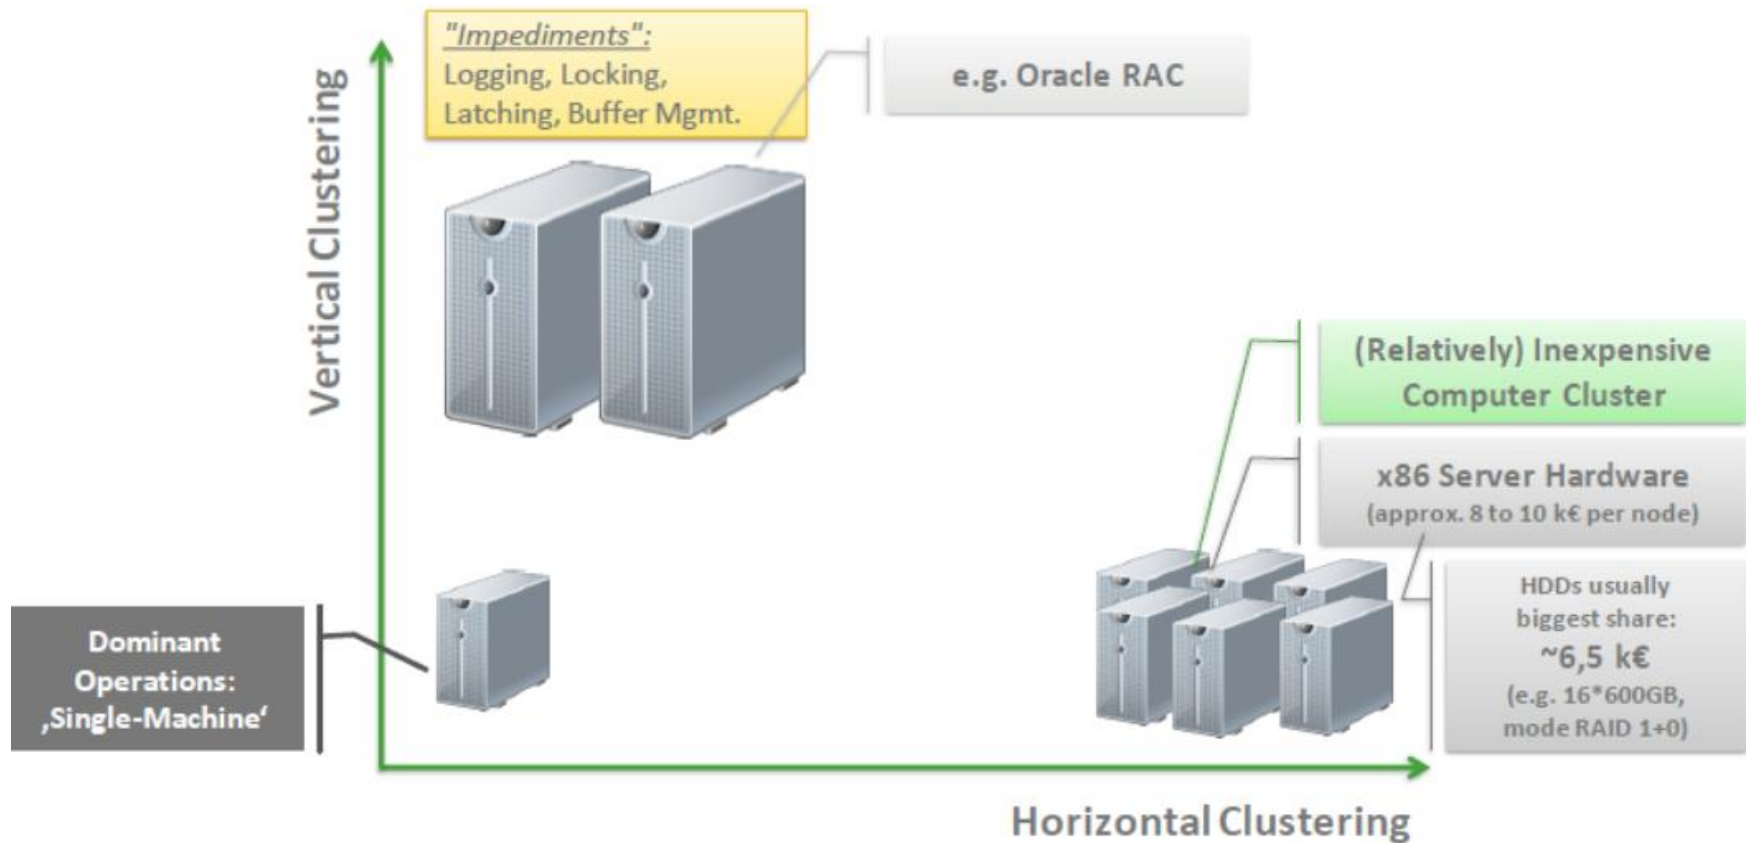 "Impediments":
Logging, Locking,
Latching, Buffer Mgmt.
e.g. Oracle RAC
Vertical Clustering
(Relatively) Inexpensive
Computer Cluster
x86 Server Hardware
(approx. 8 to 10 k€ per node)
HDDs usually
biggest share:
~6,5 k€
(e.g. 16*600GB,
mode RAID 1+0)
Dominant
Operations:
‚Single-Machine‘
Horizontal Clustering